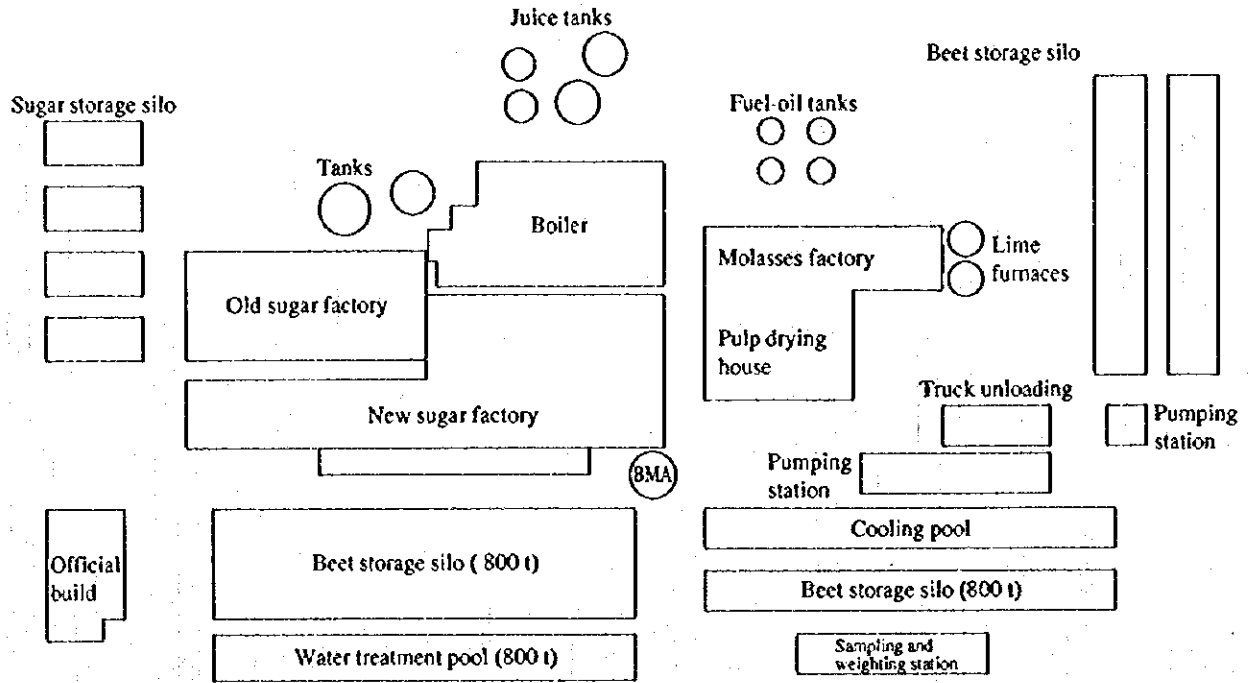 Juice tanks
Beet storage silo
Sugar storage silo
Fuel-oil tanks
Tanks
Boiler
Molasses factory
Lime
furnaces
Old sugar factory
Pulp drying
house
Truck unloading
New sugar factory
Pumping
station
Pumping
station
BMA
Cooling pool
Official
build
Beet storage silo ( 800 t)
Beet storage silo (800 t)
Water treatment pool (800 t)
Sampling and
weighting station